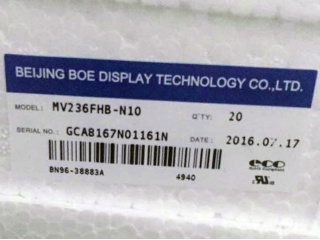 BEIJING BOE DISPLAY TECHNOLOGY CO.,LTD.
MODEL: MV236FHB-N10 Q'TY: 20
SERIAL NO.: GCA8167N01161N DATE: 2016.07.17
BN96-38883A 4940
eco